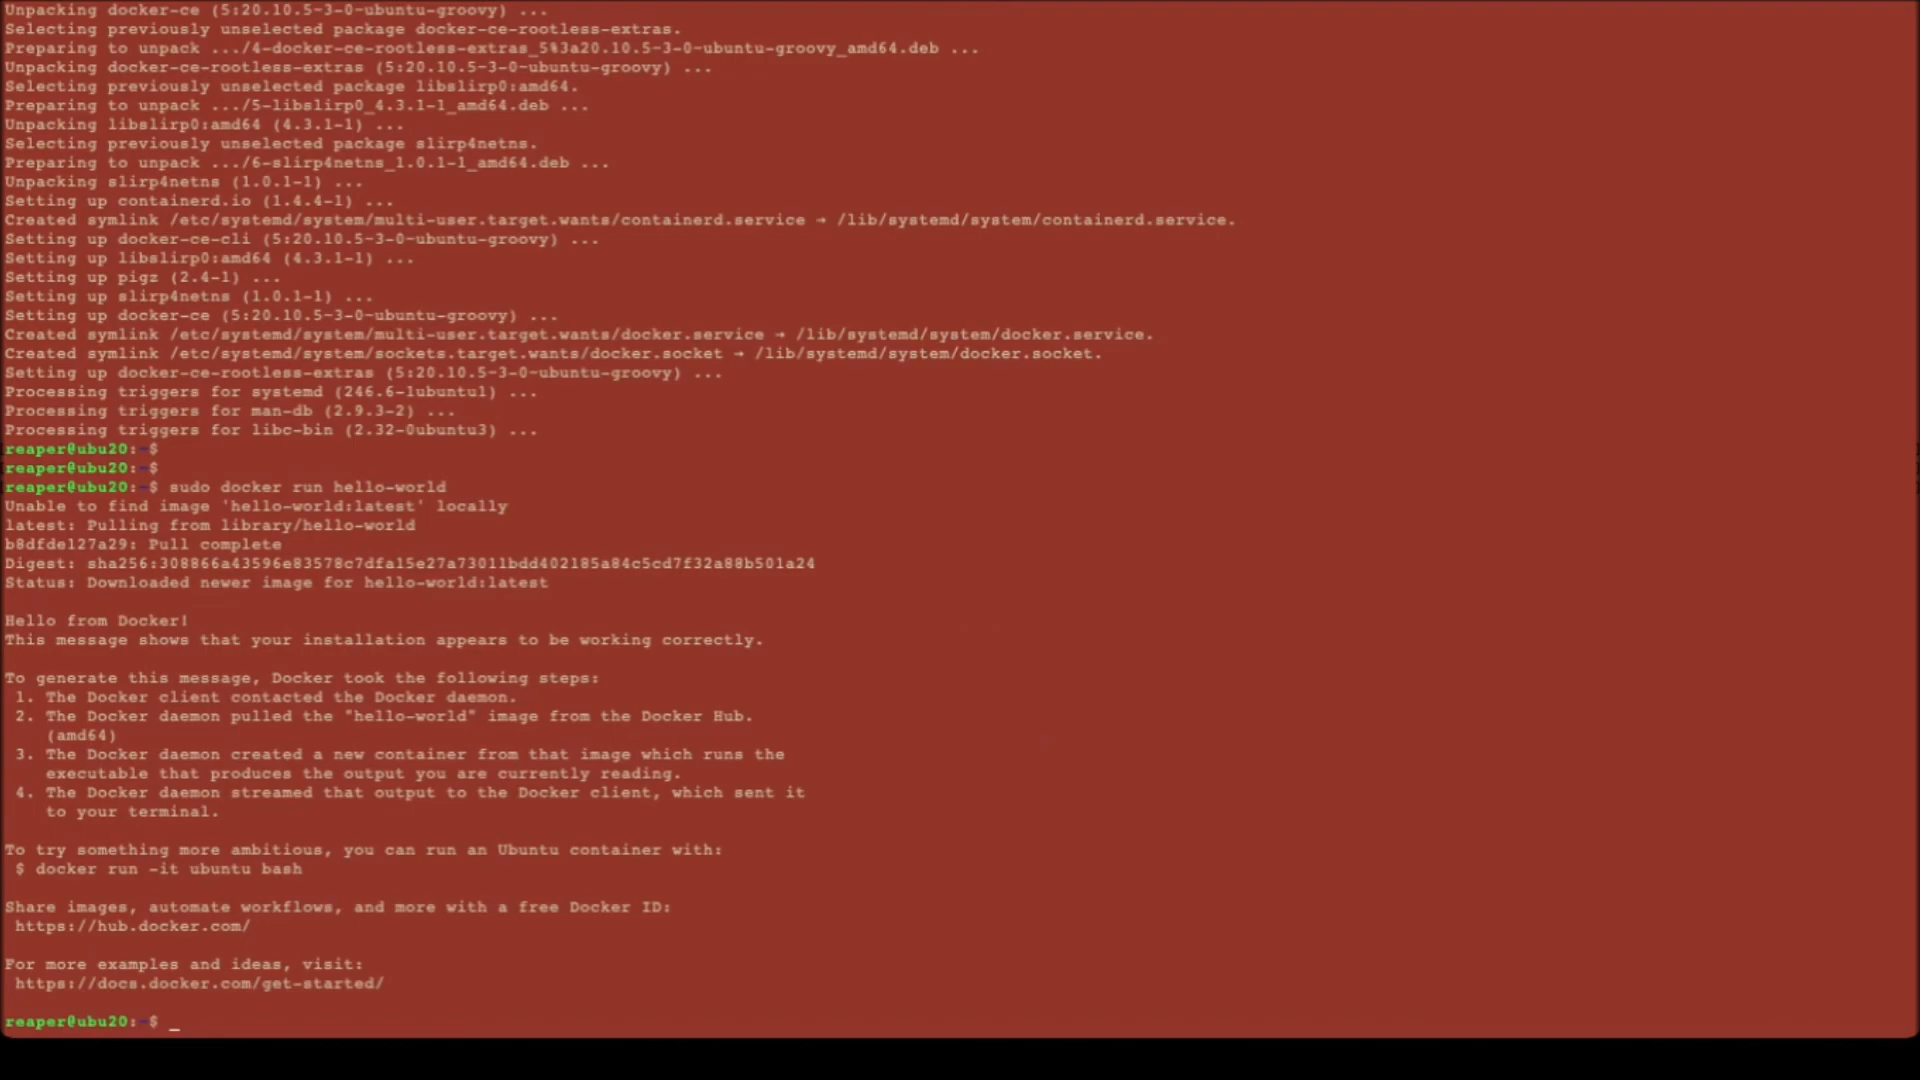 Unpacking docker-ce (5:20.10.5~3-0~ubuntu-groovy) ...
Selecting previously unselected package docker-ce-rootless-extras.
Preparing to unpack .../4-docker-ce-rootless-extras_5%3a20.10.5~3-0~ubuntu-groovy_amd64.deb ...
Unpacking docker-ce-rootless-extras (5:20.10.5~3-0~ubuntu-groovy) ...
Selecting previously unselected package libslirp0:amd64.
Preparing to unpack .../5-libslirp0_4.3.1-1_amd64.deb ...
Unpacking libslirp0:amd64 (4.3.1-1) ...
Selecting previously unselected package slirp4netns.
Preparing to unpack .../6-slirp4netns_1.0.1-1_amd64.deb ...
Unpacking slirp4netns (1.0.1-1) ...
Setting up containerd.io (1.4.4-1) ...
Created symlink /etc/systemd/system/multi-user.target.wants/containerd.service → /lib/systemd/system/containerd.service.
Setting up docker-ce-cli (5:20.10.5~3-0~ubuntu-groovy) ...
Setting up libslirp0:amd64 (4.3.1-1) ...
Setting up pigz (2.4-1) ...
Setting up slirp4netns (1.0.1-1) ...
Setting up docker-ce (5:20.10.5~3-0~ubuntu-groovy) ...
Created symlink /etc/systemd/system/multi-user.target.wants/docker.service → /lib/systemd/system/docker.service.
Created symlink /etc/systemd/system/sockets.target.wants/docker.socket → /lib/systemd/system/docker.socket.
Setting up docker-ce-rootless-extras (5:20.10.5~3-0~ubuntu-groovy) ...
Processing triggers for systemd (246.6-1ubuntu1) ...
Processing triggers for man-db (2.9.3-2) ...
Processing triggers for libc-bin (2.32-0ubuntu3) ...
reaper@ubu20:~$
reaper@ubu20:~$
reaper@ubu20:~$ sudo docker run hello-world
Unable to find image 'hello-world:latest' locally
latest: Pulling from library/hello-world
b8dfde127a29: Pull complete
Digest: sha256:308866a43596e83578c7dfa15e27a73011bdd402185a84c5cd7f32a88b501a24
Status: Downloaded newer image for hello-world:latest
Hello from Docker!
This message shows that your installation appears to be working correctly.
To generate this message, Docker took the following steps:
1. The Docker client contacted the Docker daemon.
2. The Docker daemon pulled the "hello-world" image from the Docker Hub.
(amd64)
3. The Docker daemon created a new container from that image which runs the
executable that produces the output you are currently reading.
4. The Docker daemon streamed that output to the Docker client, which sent it
to your terminal.
To try something more ambitious, you can run an Ubuntu container with:
$ docker run -it ubuntu bash
Share images, automate workflows, and more with a free Docker ID:
https://hub.docker.com/
For more examples and ideas, visit:
https://docs.docker.com/get-started/
reaper@ubu20:~$ _